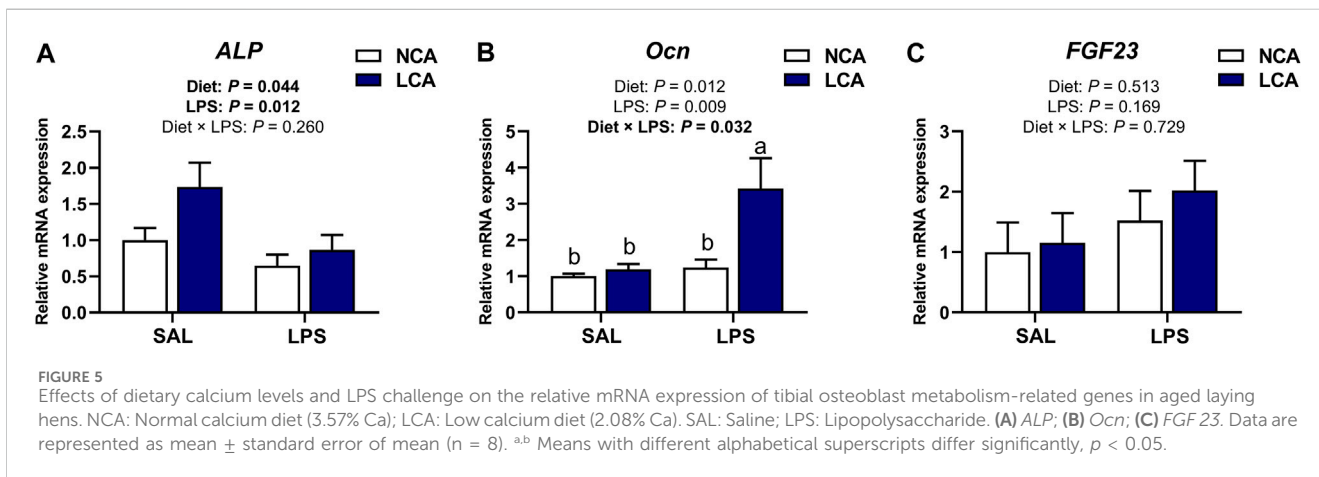 A
ALP
NCA
LCA
Diet: P = 0.044
LPS: P = 0.012
Diet × LPS: P = 0.260
Relative mRNA expression
2.5
2.0
1.5
1.0
0.5
0.0
SAL
LPS
B
Ocn
NCA
LCA
Diet: P = 0.012
LPS: P = 0.009
Diet × LPS: P = 0.032
Relative mRNA expression
5
4
3
2
1
0
b
b
b
a
SAL
LPS
C
FGF23
NCA
LCA
Diet: P = 0.513
LPS: P = 0.169
Diet × LPS: P = 0.729
Relative mRNA expression
3
2
1
0
SAL
LPS
FIGURE 5
Effects of dietary calcium levels and LPS challenge on the relative mRNA expression of tibial osteoblast metabolism-related genes in aged laying
hens. NCA: Normal calcium diet (3.57% Ca); LCA: Low calcium diet (2.08% Ca). SAL: Saline; LPS: Lipopolysaccharide. (A) ALP; (B) Ocn; (C) FGF 23. Data are
represented as mean ± standard error of mean (n = 8). a,b Means with different alphabetical superscripts differ significantly, p < 0.05.